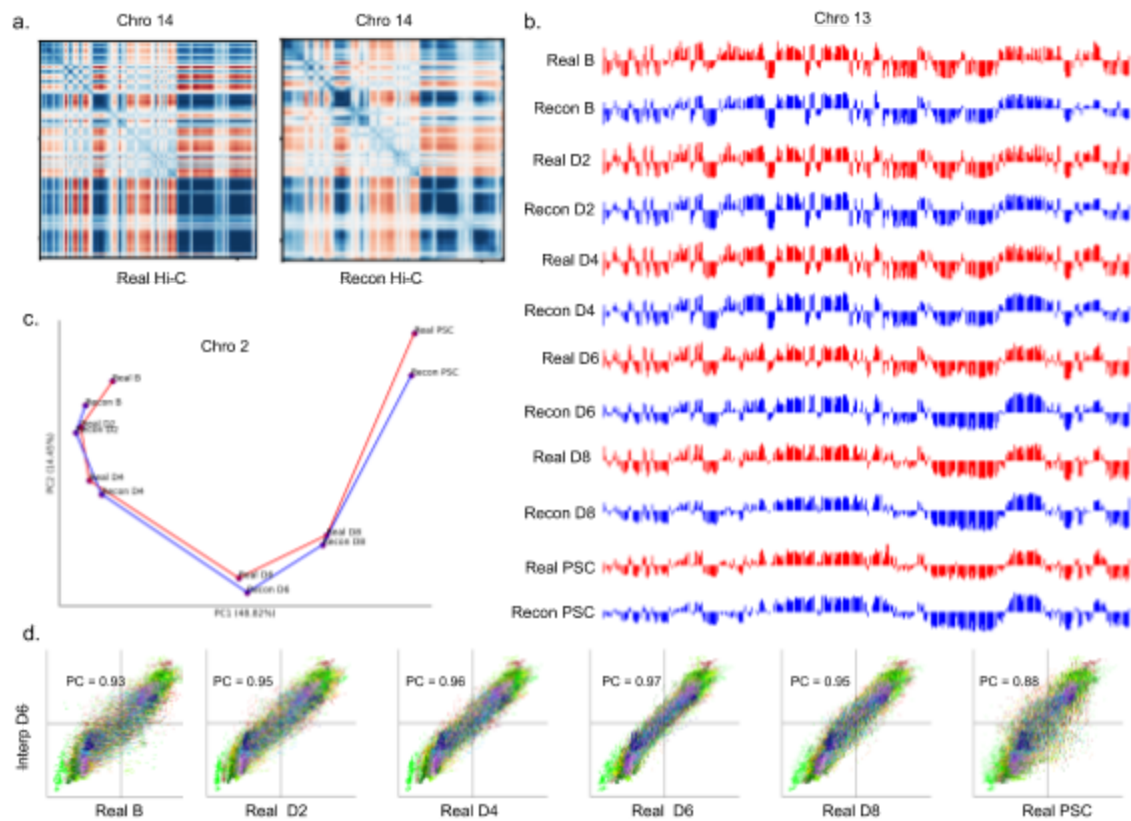 a.
Chro 14
Chro 14
Real Hi-C
Recon Hi-C
b.
Chro 13
Real B
Recon B
Real D2
Recon D2
Real D4
Recon D4
Real D6
Recon D6
Real D8
Recon D8
Real PSC
Recon PSC
c.
Chro 2
Real PSC
Recon PSC
Real B
Recon B
Real D2
Recon D2
Real D4
Recon D4
Real D8
Recon D8
Real D6
Recon D6
PC2 (14.45%)
PC1 (48.82%)
d.
Interp D6
PC = 0.93
PC = 0.95
PC = 0.96
PC = 0.97
PC = 0.95
PC = 0.88
Real B
Real D2
Real D4
Real D6
Real D8
Real PSC